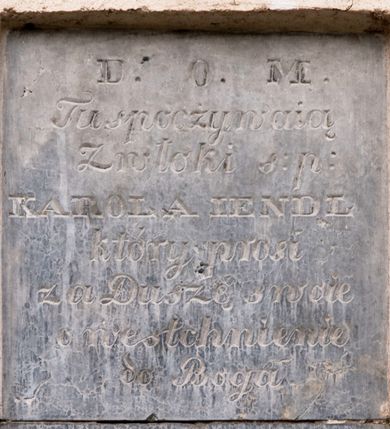 D. O. M.
Tu spoczywaią
Zwłoki s: p:
KAROLA IENDL
który prosi
za Duszę swoie
o westchnienie
do Boga